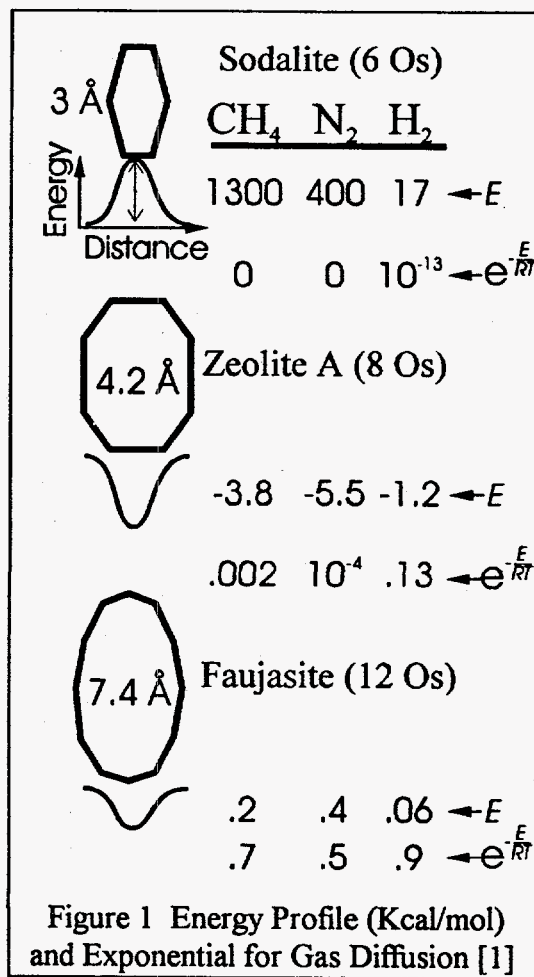 Sodalite (6 Os)
3 Å
CH₄ N₂ H₂
Energy
Distance
1300 400 17 ←E
0 0 10⁻¹³ ←e^-E/RT
4.2 Å
Zeolite A (8 Os)
-3.8 -5.5 -1.2 ←E
.002 10⁻⁴ .13 ←e^-E/RT
7.4 Å
Faujasite (12 Os)
.2 .4 .06 ←E
.7 .5 .9 ←e^-E/RT
Figure 1 Energy Profile (Kcal/mol)
and Exponential for Gas Diffusion [1]